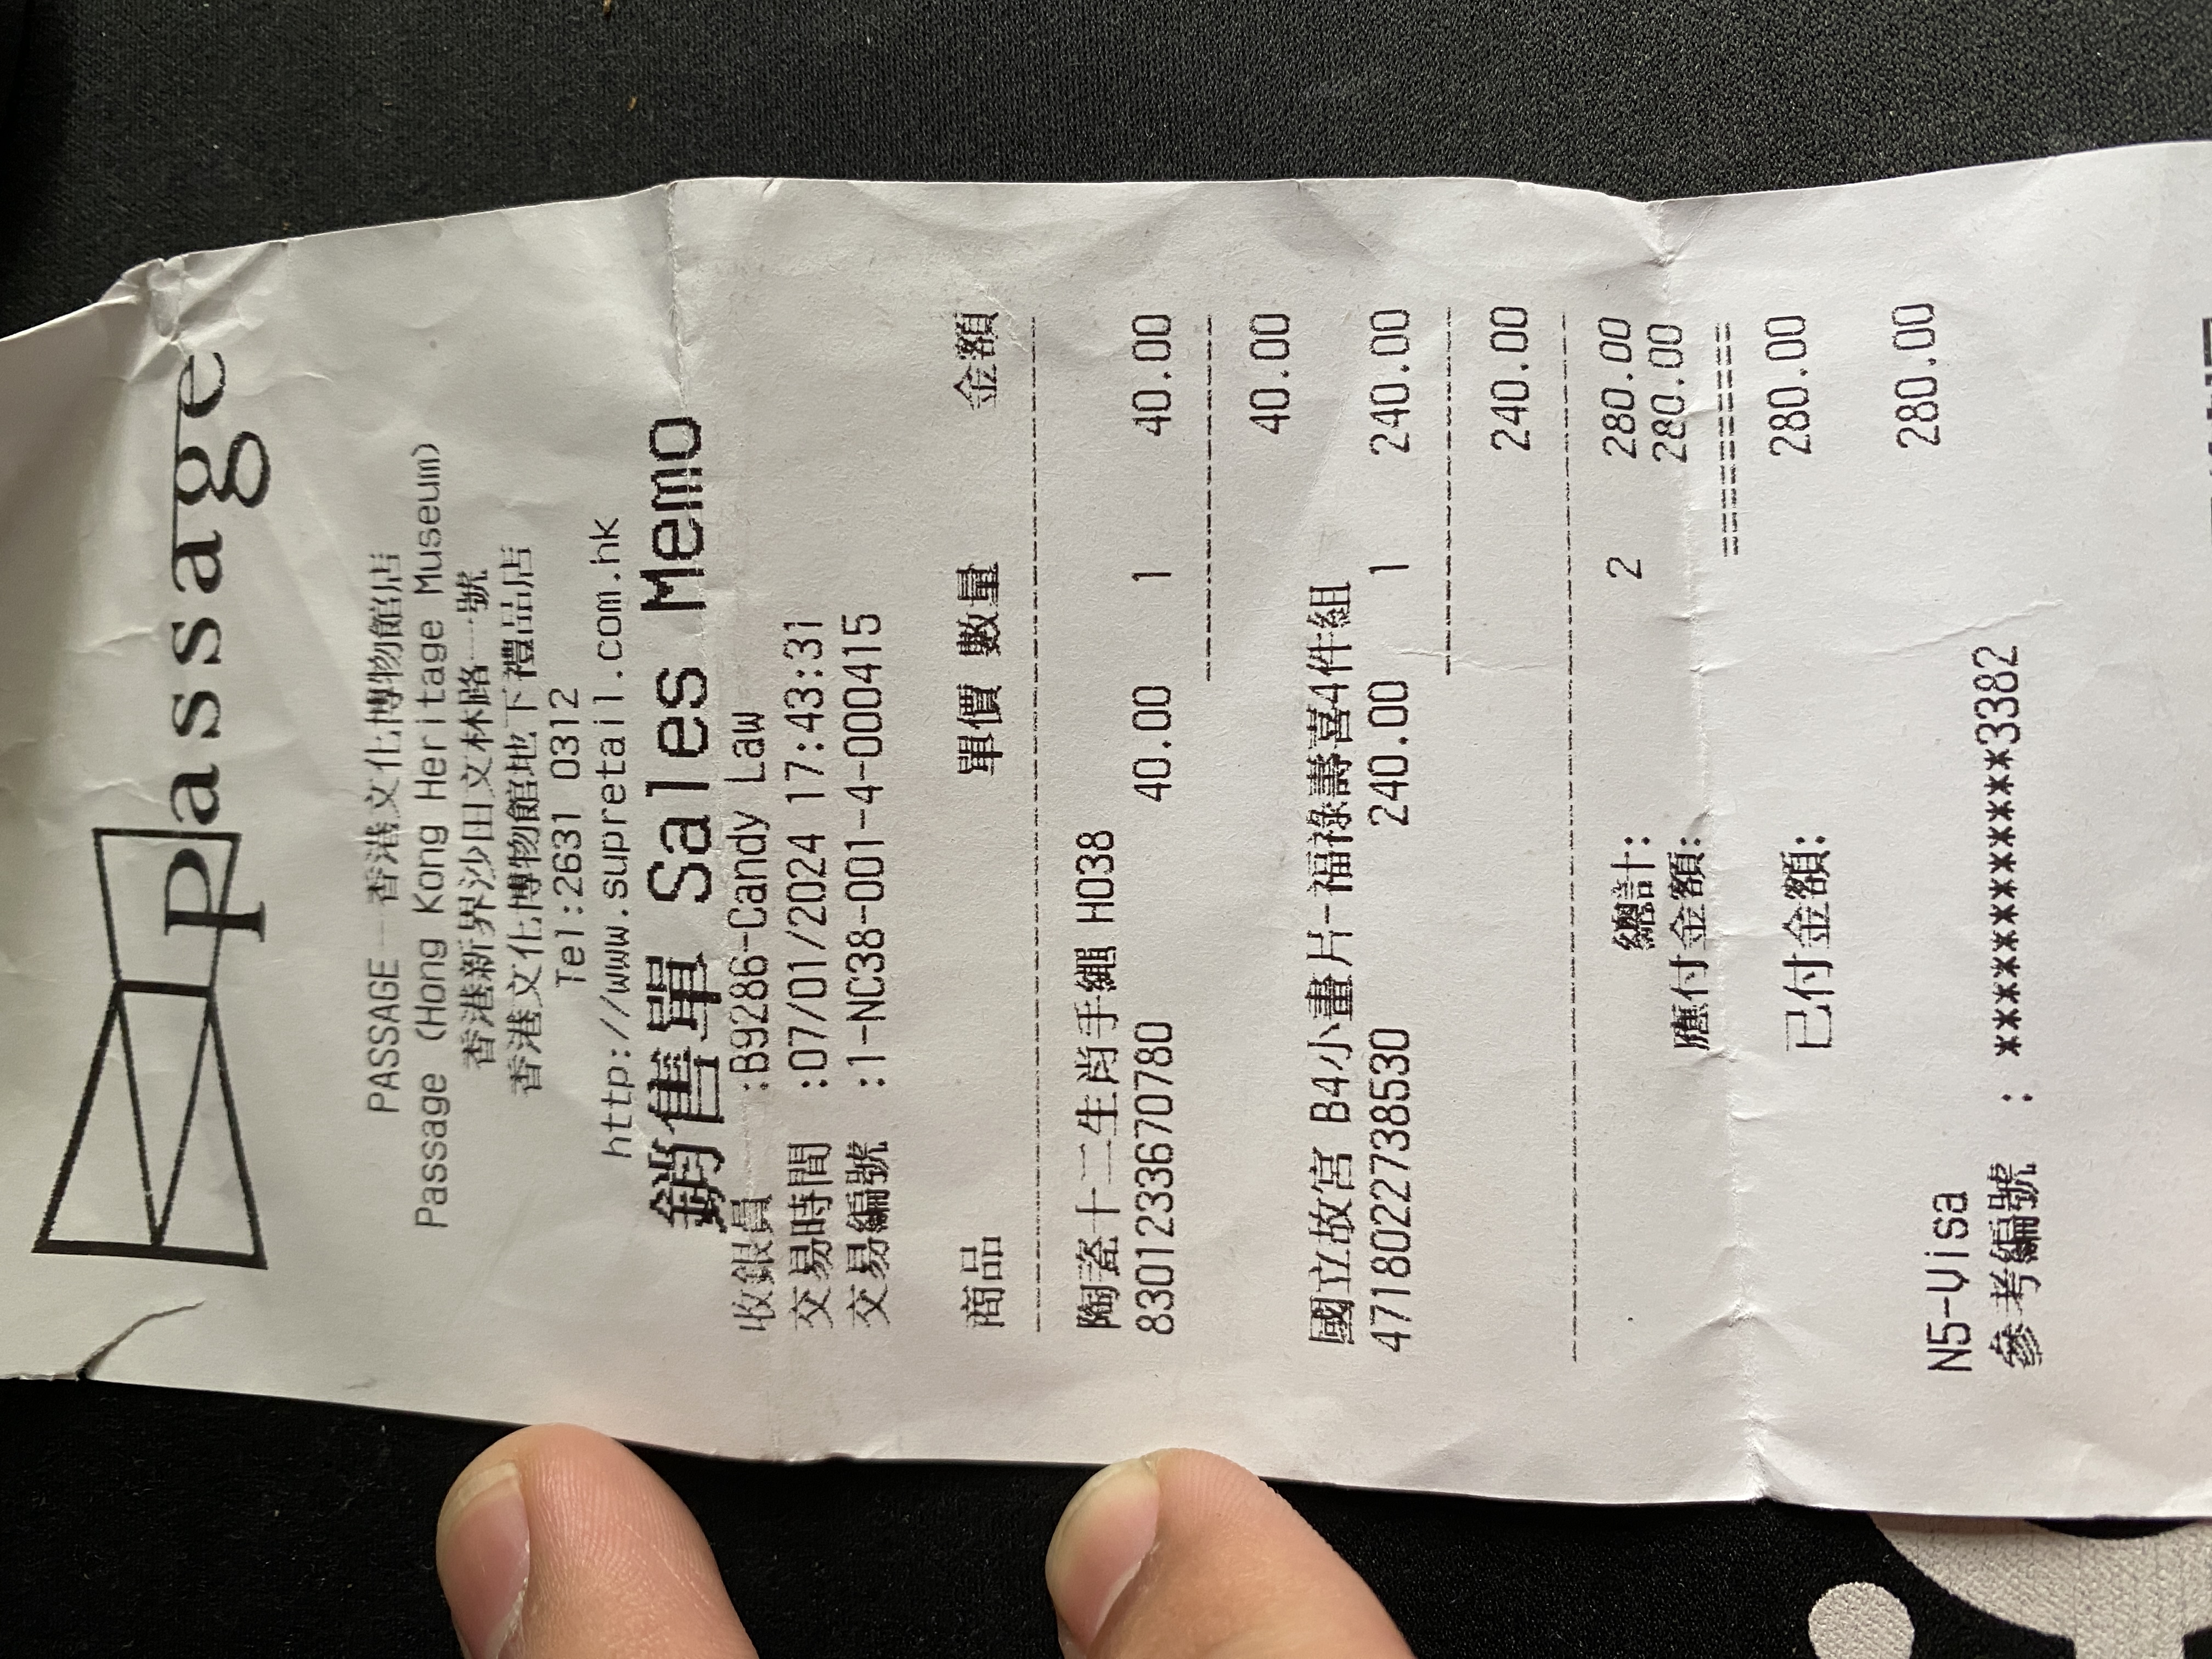 passage
PASSAGE－香港文化博物館店
Passage (Hong Kong Heritage Museum)
香港新界沙田文林路一號
香港文化博物館地下禮品店
Tel:2631 0312
http://www.supretail.com.hk
銷售單 Sales Memo
收銀員 :B9286-Candy Law
交易時間 :07/01/2024 17:43:31
交易編號 :1-NC38-001-4-000415
商品 單價 數量 金額
陶瓷十二生肖手繩 H038
8301233670780 40.00 1 40.00
40.00
國立故宮 B4小畫片-福祿壽喜4件組
4718022738530 240.00 1 240.00
240.00
總計: 2 280.00
應付金額: 280.00
已付金額: 280.00
N5-Visa 280.00
參考編號 : ************3382